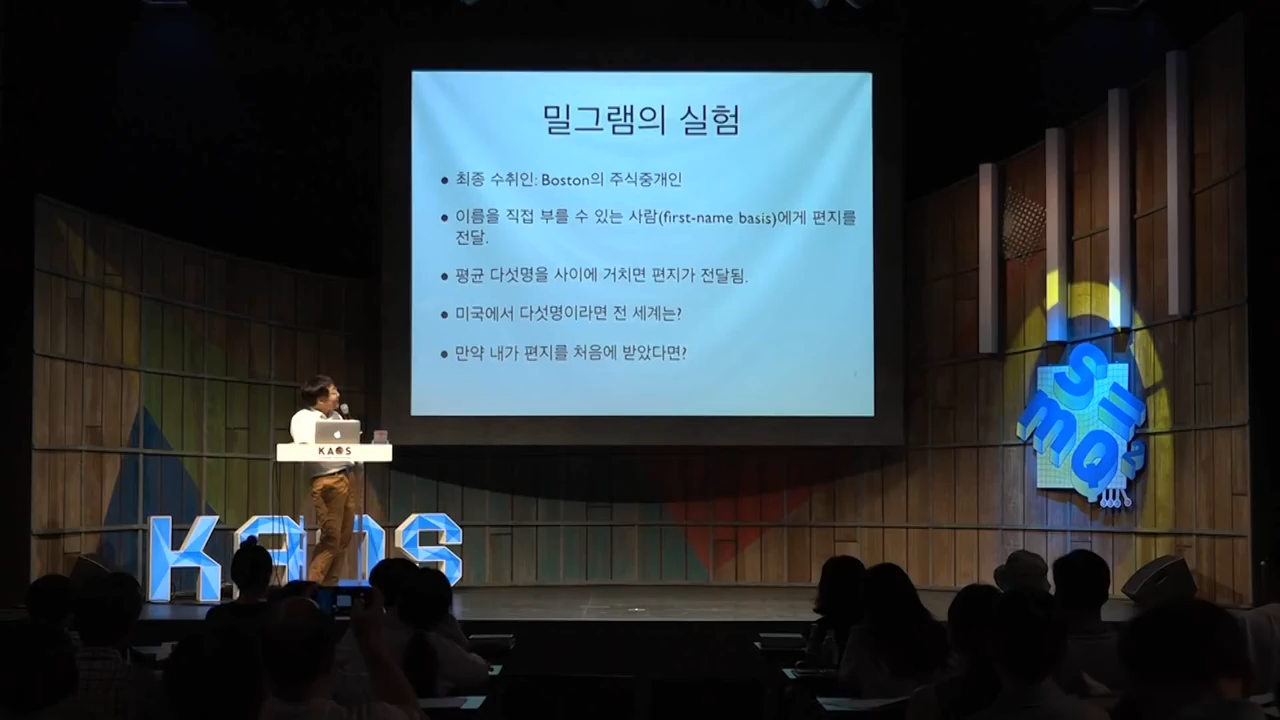 밀그램의 실험
• 최종 수취인: Boston의 주식중개인
• 이름을 직접 부를 수 있는 사람(first-name basis)에게 편지를
전달.
• 평균 다섯명을 사이에 거치면 편지가 전달됨.
• 미국에서 다섯명이라면 전 세계는?
• 만약 내가 편지를 처음에 받았다면?
KAOS
KAOS